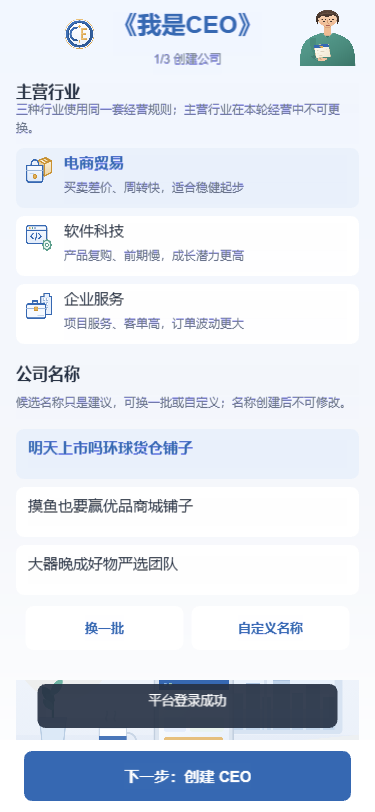 《我是CEO》
1/3 创建公司
主营行业
三种行业使用同一套经营规则；主营行业在本轮经营中不可更
换。
电商贸易
买卖差价、周转快，适合稳健起步
软件科技
产品复购、前期慢，成长潜力更高
企业服务
项目服务、客单高，订单波动更大
公司名称
候选名称只是建议，可换一批或自定义；名称创建后不可修改。
明天上市吗环球货仓铺子
摸鱼也要赢优品商城铺子
大器晚成好物严选团队
换一批
自定义名称
平台登录成功
下一步：创建 CEO